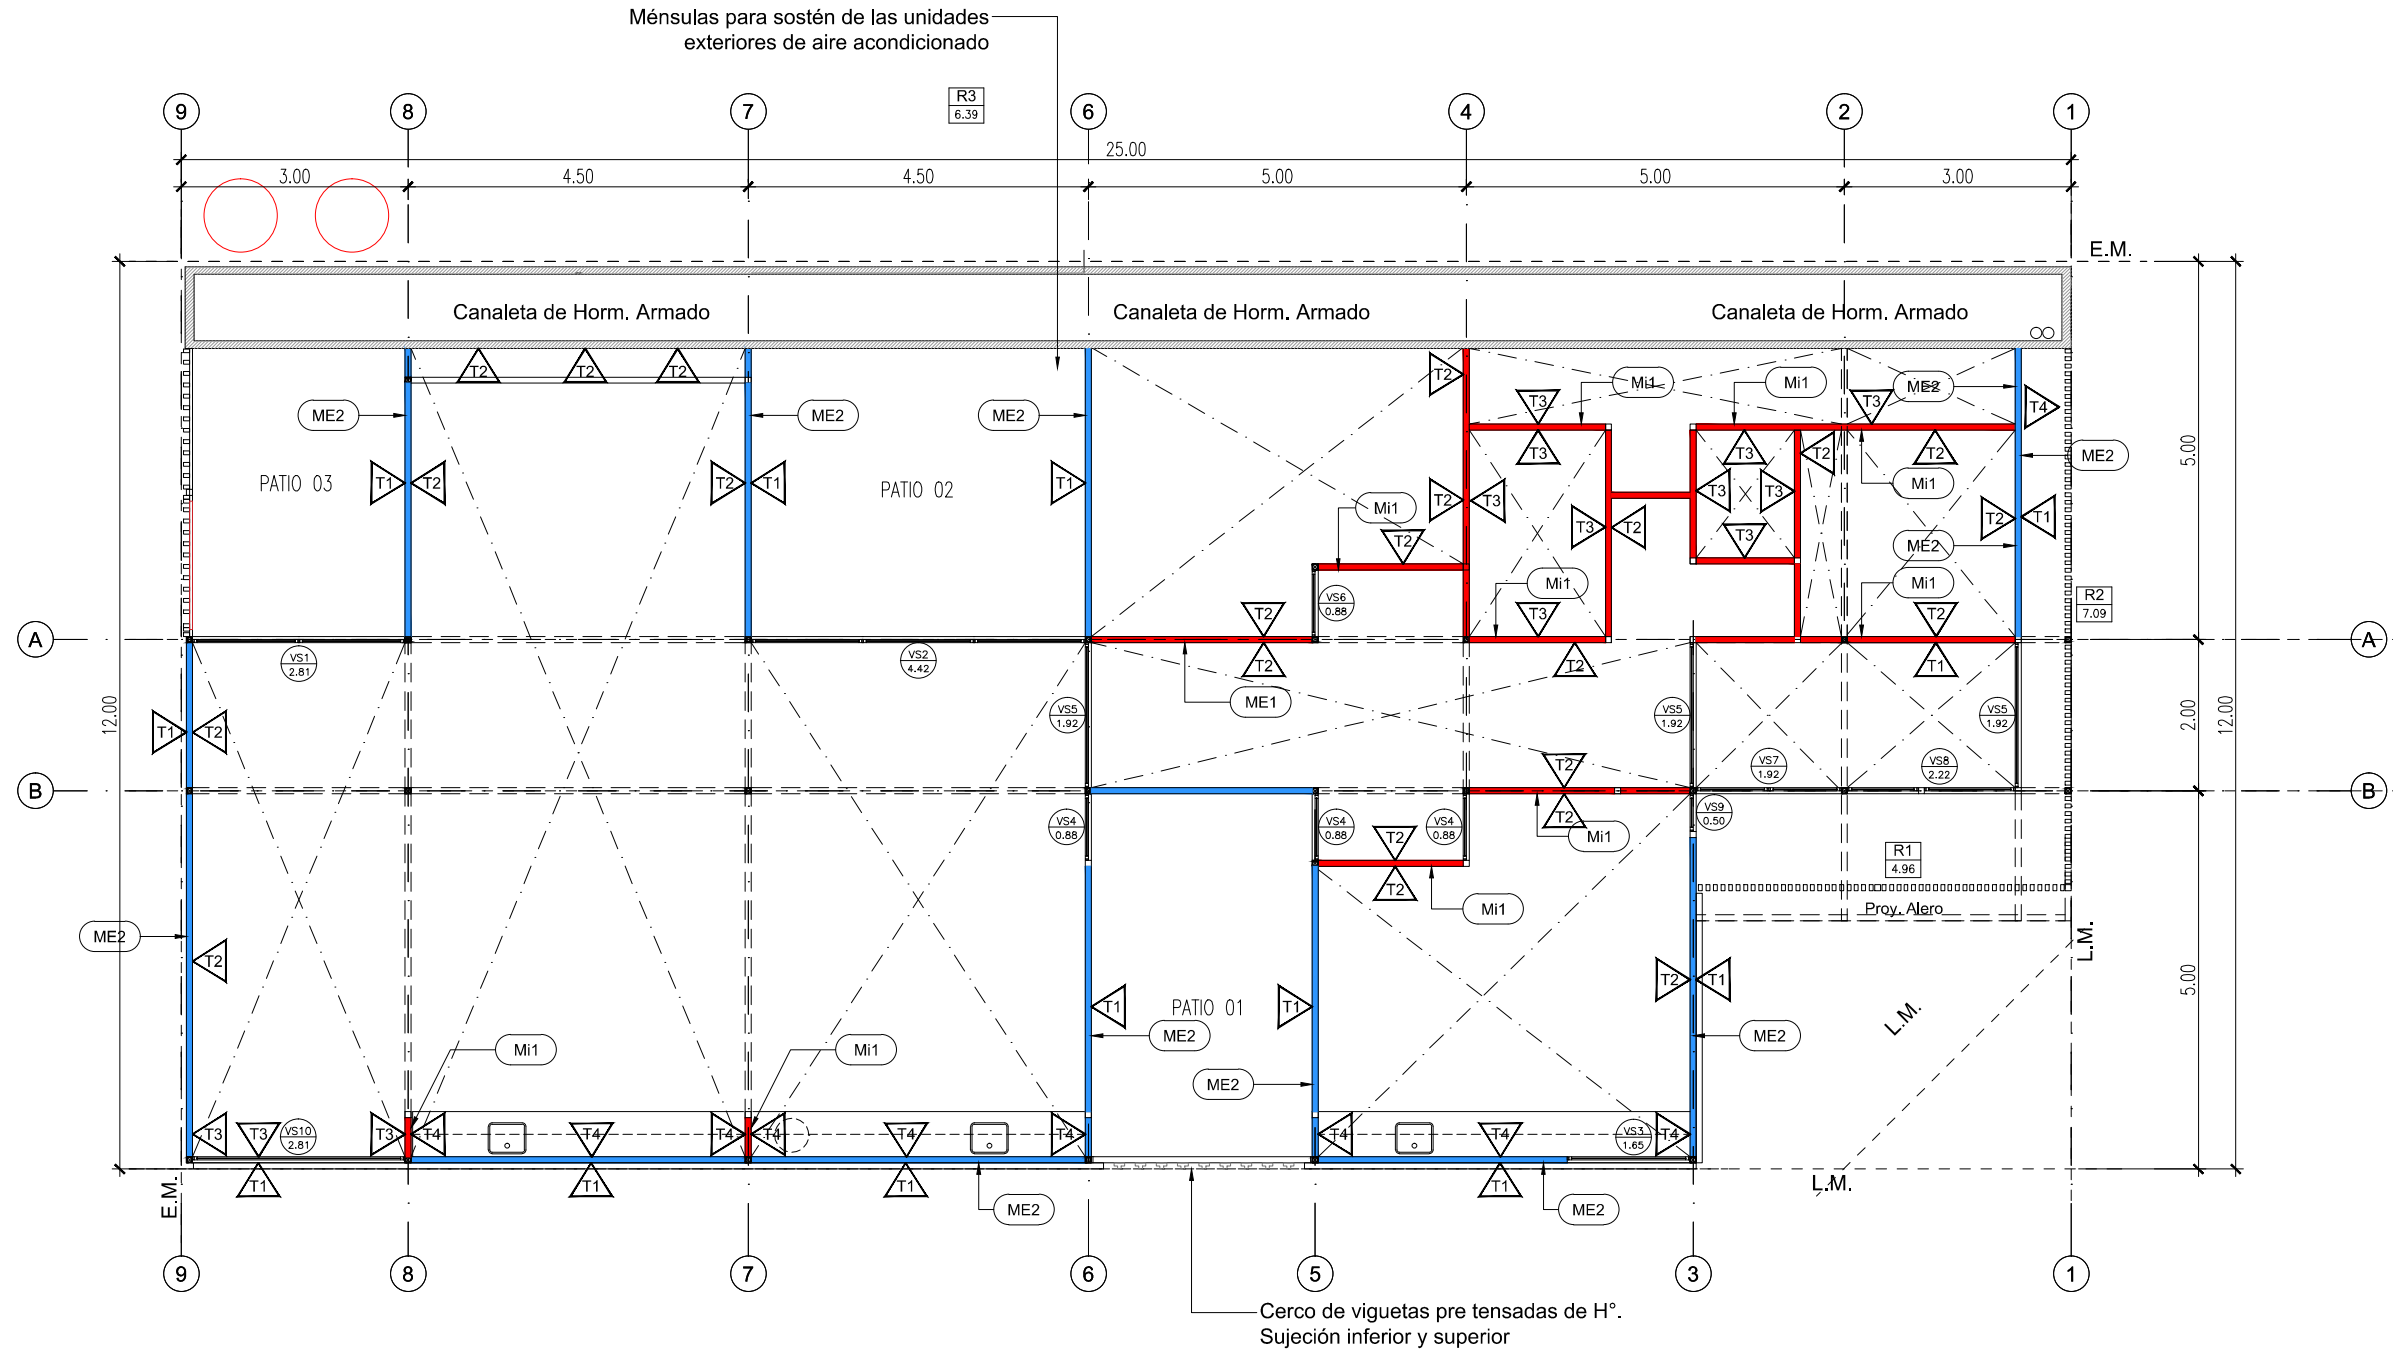 Ménsulas para sostén de las unidades
exteriores de aire acondicionado
R3
6.39
9 8 7 6 4 2 1
25.00
3.00 4.50 4.50 5.00 5.00 3.00
E.M.
Canaleta de Horm. Armado Canaleta de Horm. Armado Canaleta de Horm. Armado
T2 T2 T2 T2 Mi1 Mi1 ME2
T3 T3 T4
ME2 ME2 ME2
T3 T3 T2 T2 ME2
5.00
PATIO 03 T1 T2 T2 T1 PATIO 02 T1 T2 T3 T3 T3 Mi1
Mi1 T3 T2 T2 T1
T2 T3 ME2
VS6
0.88
Mi1 Mi1
R2
7.09
T2 T3 T2
A A
VS1
2.81
VS2
4.42
T2 T2 T1
ME1
12.00 2.00 12.00
T1 T2
VS5
1.92
VS5
1.92
VS5
1.92
T2
VS7
1.92
VS8
2.22
B B
VS4
0.88
VS4
0.88
VS4
0.88
VS9
0.50
T2 T2 Mi1
R1
4.96
T2 Mi1
Proy. Alero
ME2
L.M.
T2 T2 T1
5.00
T1 PATIO 01 T1
L.M.
Mi1 Mi1 ME2 ME2
ME2
T3 T3
VS10
2.81
T3 T4 T4 T4 T4 T4 T4 T4 T4
VS3
1.65
T4
T1 T1 T1 T1
E.M. L.M.
ME2 ME2
9 8 7 6 5 3 1
Cerco de viguetas pre tensadas de H°.
Sujeción inferior y superior